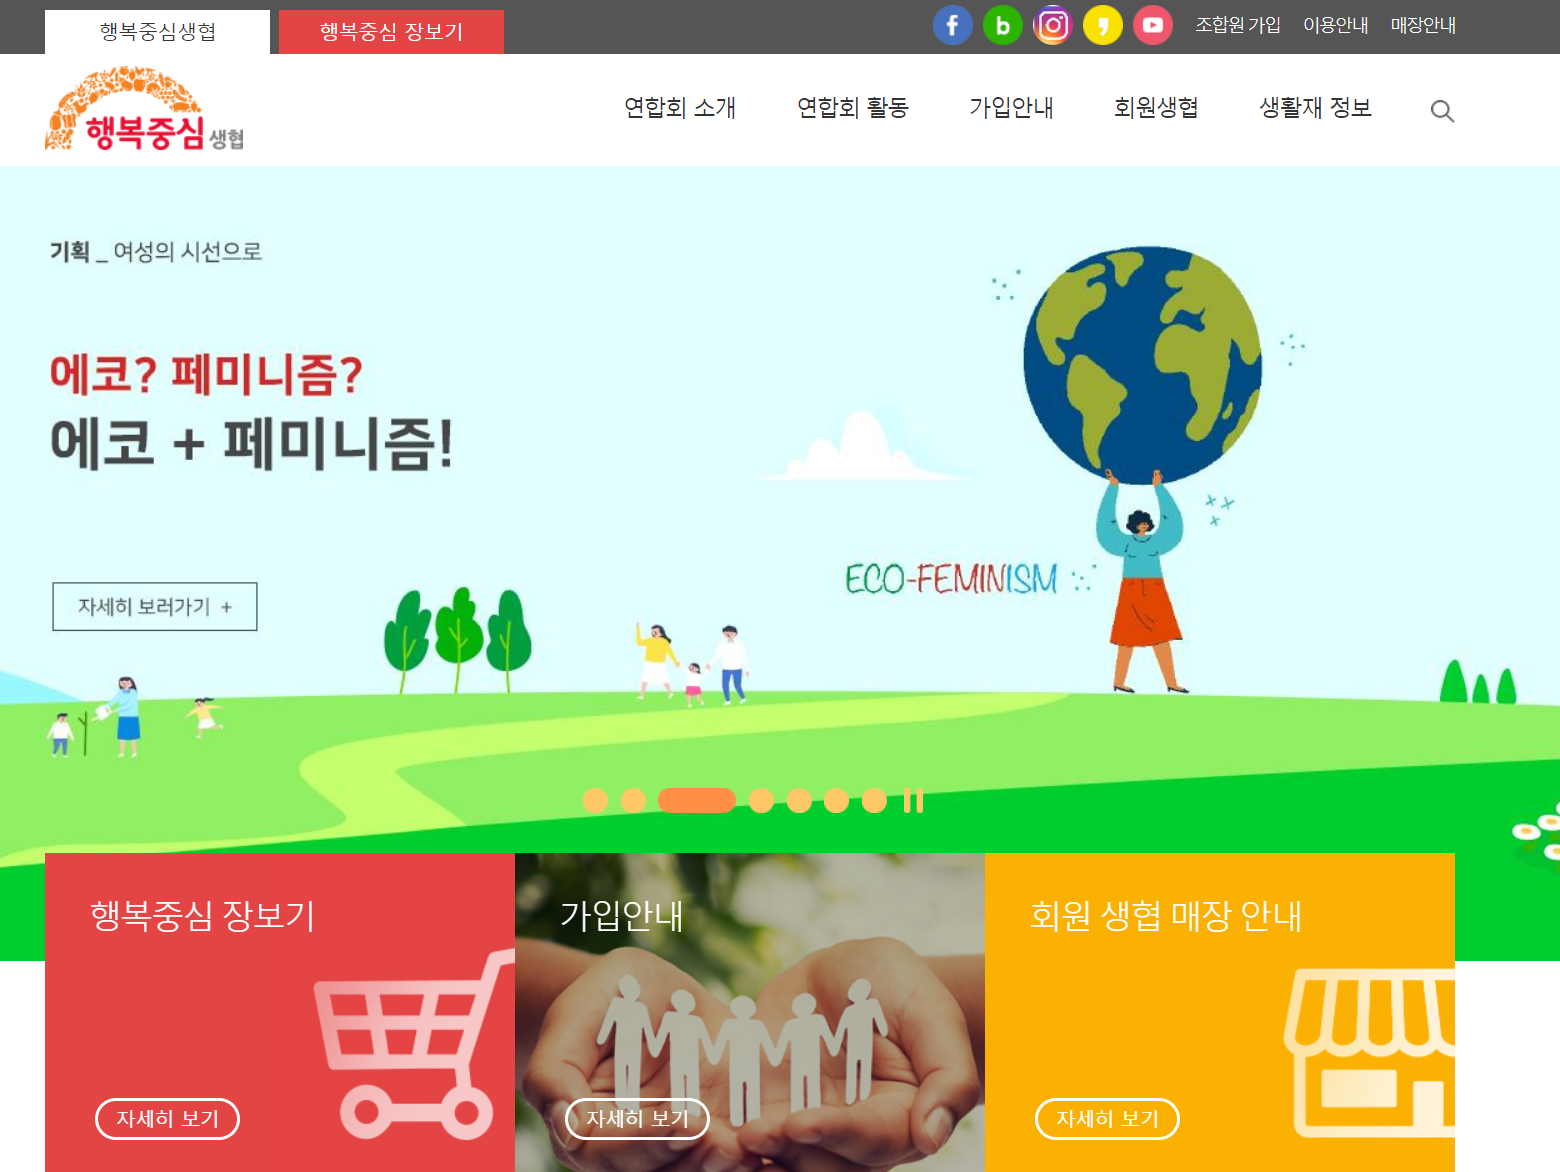 행복중심생협
행복중심 장보기
조합원 가입
이용안내
매장안내
행복중심 생협
연합회 소개
연합회 활동
가입안내
회원생협
생활재 정보
기획 _ 여성의 시선으로
에코? 페미니즘?
에코 + 페미니즘!
자세히 보러가기 +
ECO-FEMINISM
행복중심 장보기
자세히 보기
가입안내
자세히 보기
회원 생협 매장 안내
자세히 보기